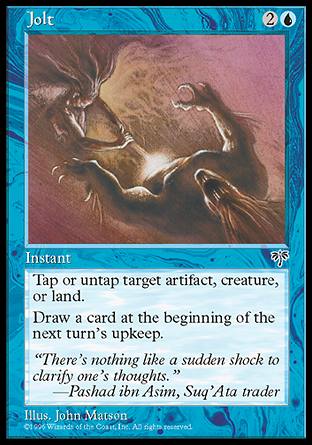 Jolt 2
Instant
Tap or untap target artifact, creature,
or land.
Draw a card at the beginning of the
next turn's upkeep.
"There's nothing like a sudden shock to
clarify one's thoughts."
—Pashad ibn Asim, Suq'Ata trader
Illus. John Matson
©1996 Wizards of the Coast, Inc. All rights reserved.